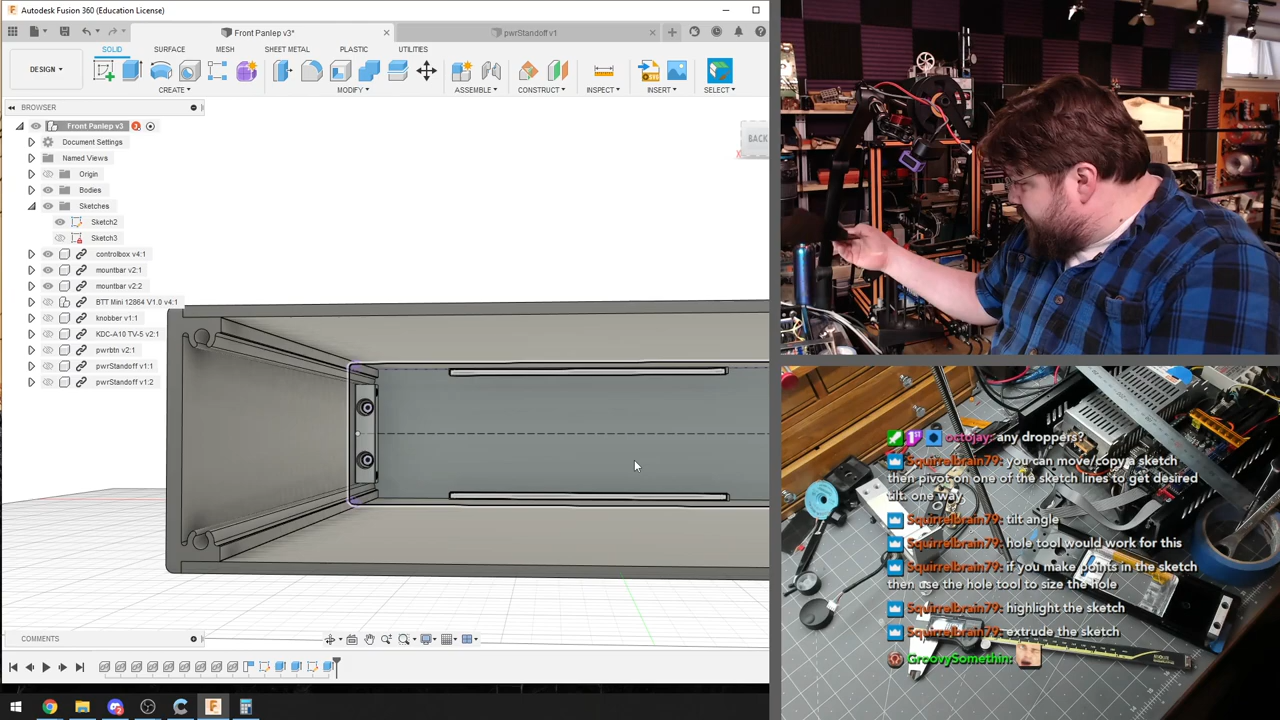 Autodesk Fusion 360 (Education License)
Front Panlep v3*
pwrStandoff v1
DESIGN
SOLID
SURFACE
MESH
SHEET METAL
PLASTIC
UTILITIES
CREATE
MODIFY
ASSEMBLE
CONSTRUCT
INSPECT
INSERT
SELECT
BROWSER
Front Panlep v3
Document Settings
Named Views
Origin
Bodies
Sketches
Sketch2
Sketch3
controlbox v4:1
mountbar v2:1
mountbar v2:2
BTT Mini 12864 V1.0 v4:1
knobber v1:1
KDC-A10 TV-5 v2:1
pwrbtn v2:1
pwrStandoff v1:1
pwrStandoff v1:2
BACK
COMMENTS
octojay: any droppers?
Squirrelbrain79: you can move/copy a sketch
then pivot on one of the sketch lines to get desired
tilt. one way
Squirrelbrain79: tilt angle
Squirrelbrain79: hole tool would work for this
Squirrelbrain79: if you make points in the sketch
then use the hole tool to size the hole
Squirrelbrain79: highlight the sketch
Squirrelbrain79: extrude the sketch
GroovySomethin: